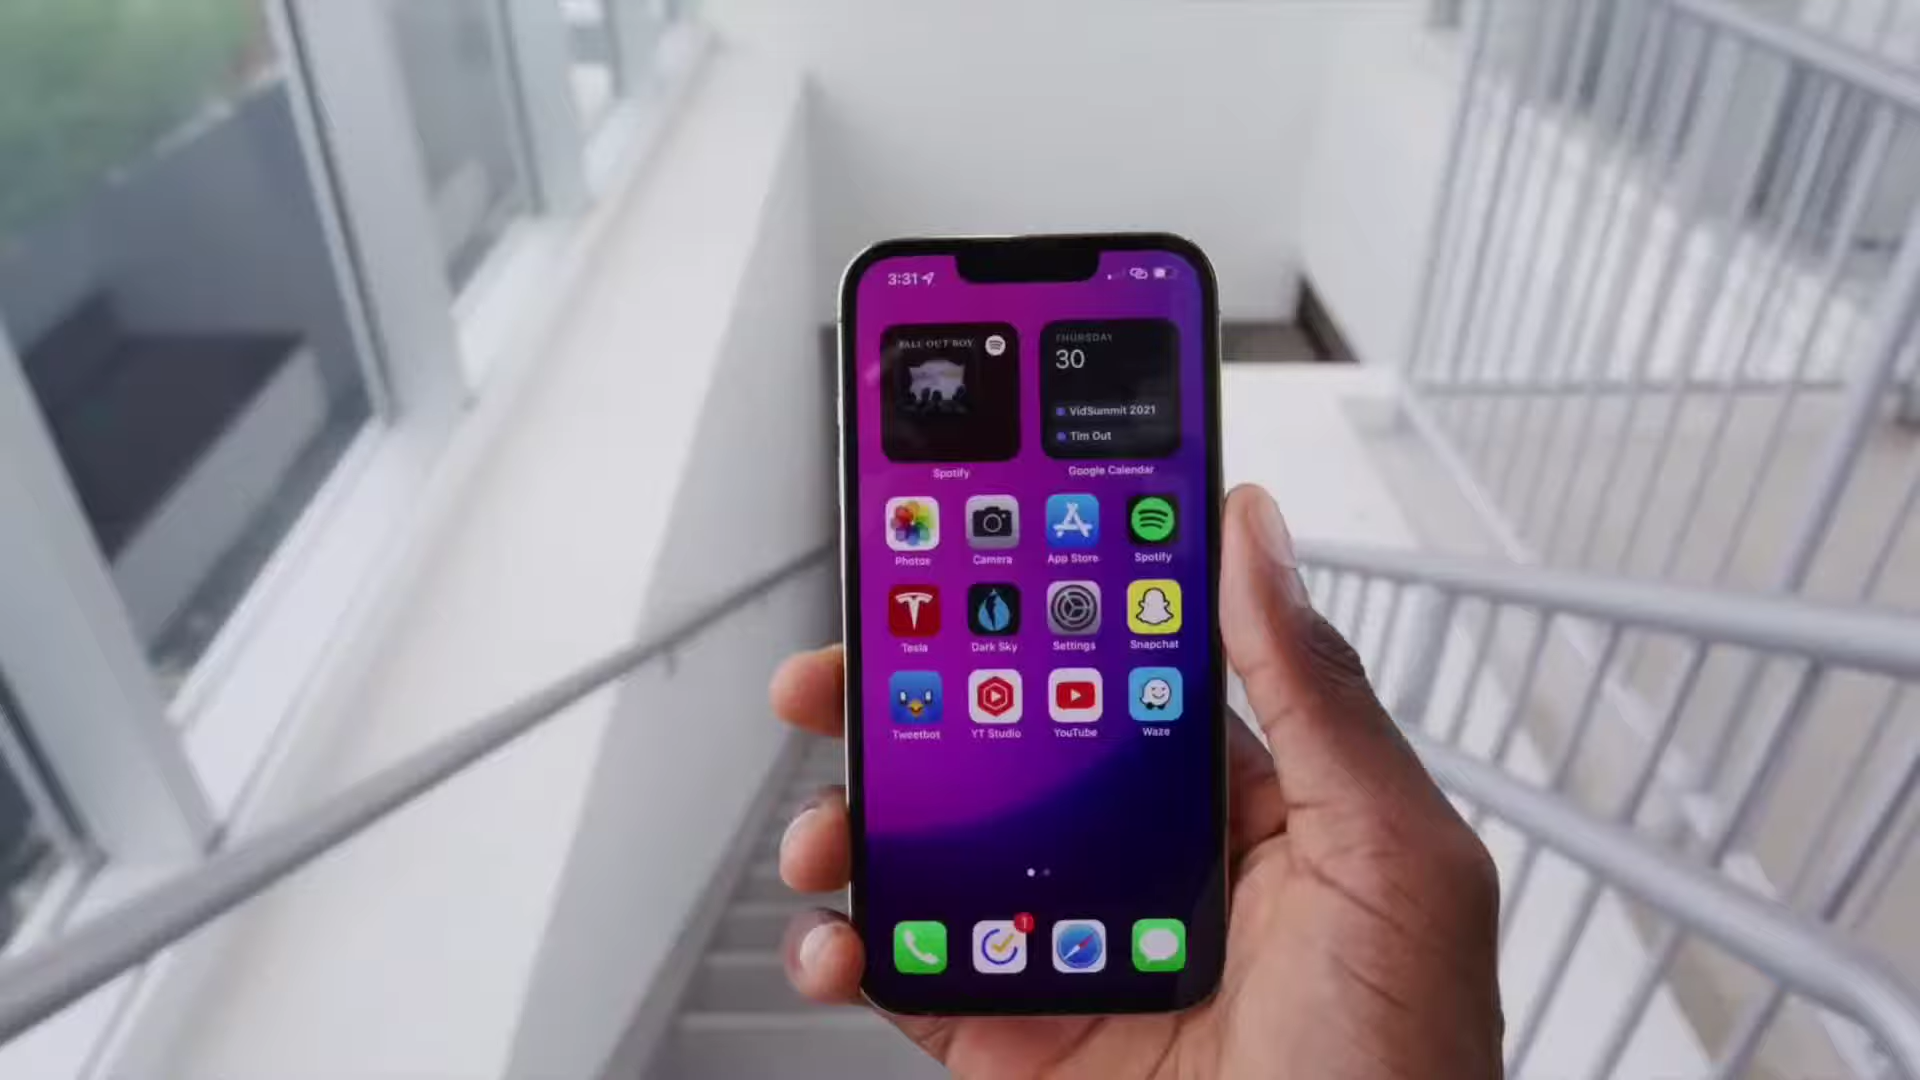 3:31
FALL OUT BOY
THURSDAY
30
VidSummit 2021
Tim Out
Spotify
Google Calendar
Photos
Camera
App Store
Spotify
Tesla
Dark Sky
Settings
Snapchat
Tweetbot
YT Studio
YouTube
Waze
1